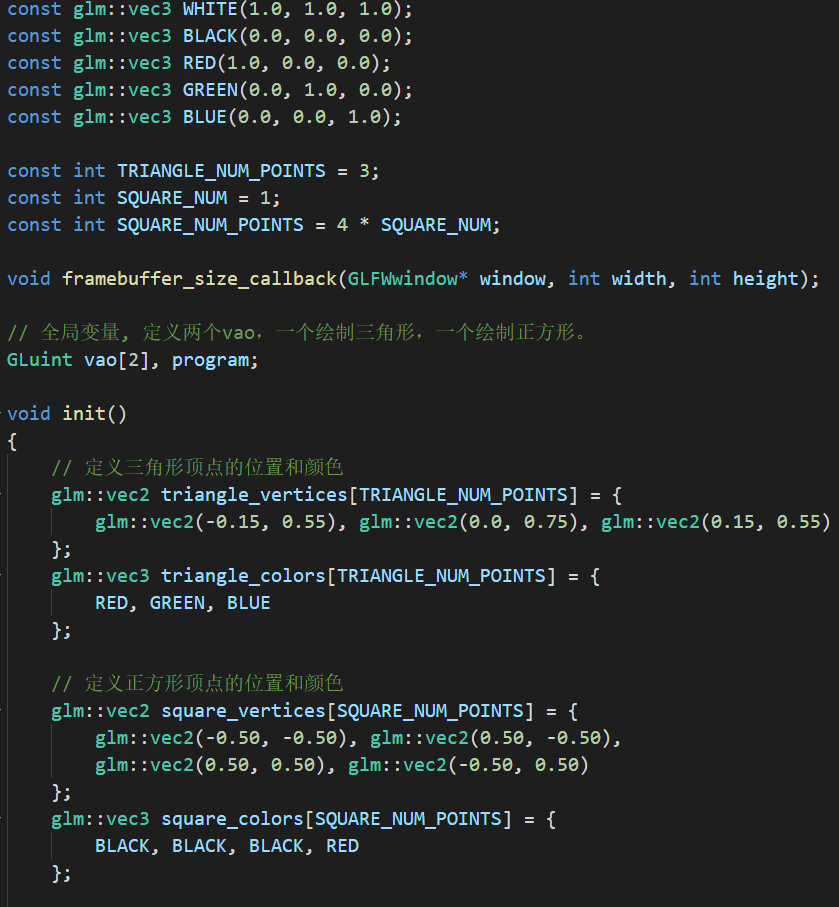 const glm::vec3 WHITE(1.0, 1.0, 1.0);
const glm::vec3 BLACK(0.0, 0.0, 0.0);
const glm::vec3 RED(1.0, 0.0, 0.0);
const glm::vec3 GREEN(0.0, 1.0, 0.0);
const glm::vec3 BLUE(0.0, 0.0, 1.0);

const int TRIANGLE_NUM_POINTS = 3;
const int SQUARE_NUM = 1;
const int SQUARE_NUM_POINTS = 4 * SQUARE_NUM;

void framebuffer_size_callback(GLFWwindow* window, int width, int height);

// 全局变量, 定义两个vao，一个绘制三角形，一个绘制正方形。
GLuint vao[2], program;

void init()
{
    // 定义三角形顶点的位置和颜色
    glm::vec2 triangle_vertices[TRIANGLE_NUM_POINTS] = {
        glm::vec2(-0.15, 0.55), glm::vec2(0.0, 0.75), glm::vec2(0.15, 0.55)
    };
    glm::vec3 triangle_colors[TRIANGLE_NUM_POINTS] = {
        RED, GREEN, BLUE
    };

    // 定义正方形顶点的位置和颜色
    glm::vec2 square_vertices[SQUARE_NUM_POINTS] = {
        glm::vec2(-0.50, -0.50), glm::vec2(0.50, -0.50),
        glm::vec2(0.50, 0.50), glm::vec2(-0.50, 0.50)
    };
    glm::vec3 square_colors[SQUARE_NUM_POINTS] = {
        BLACK, BLACK, BLACK, RED
    };